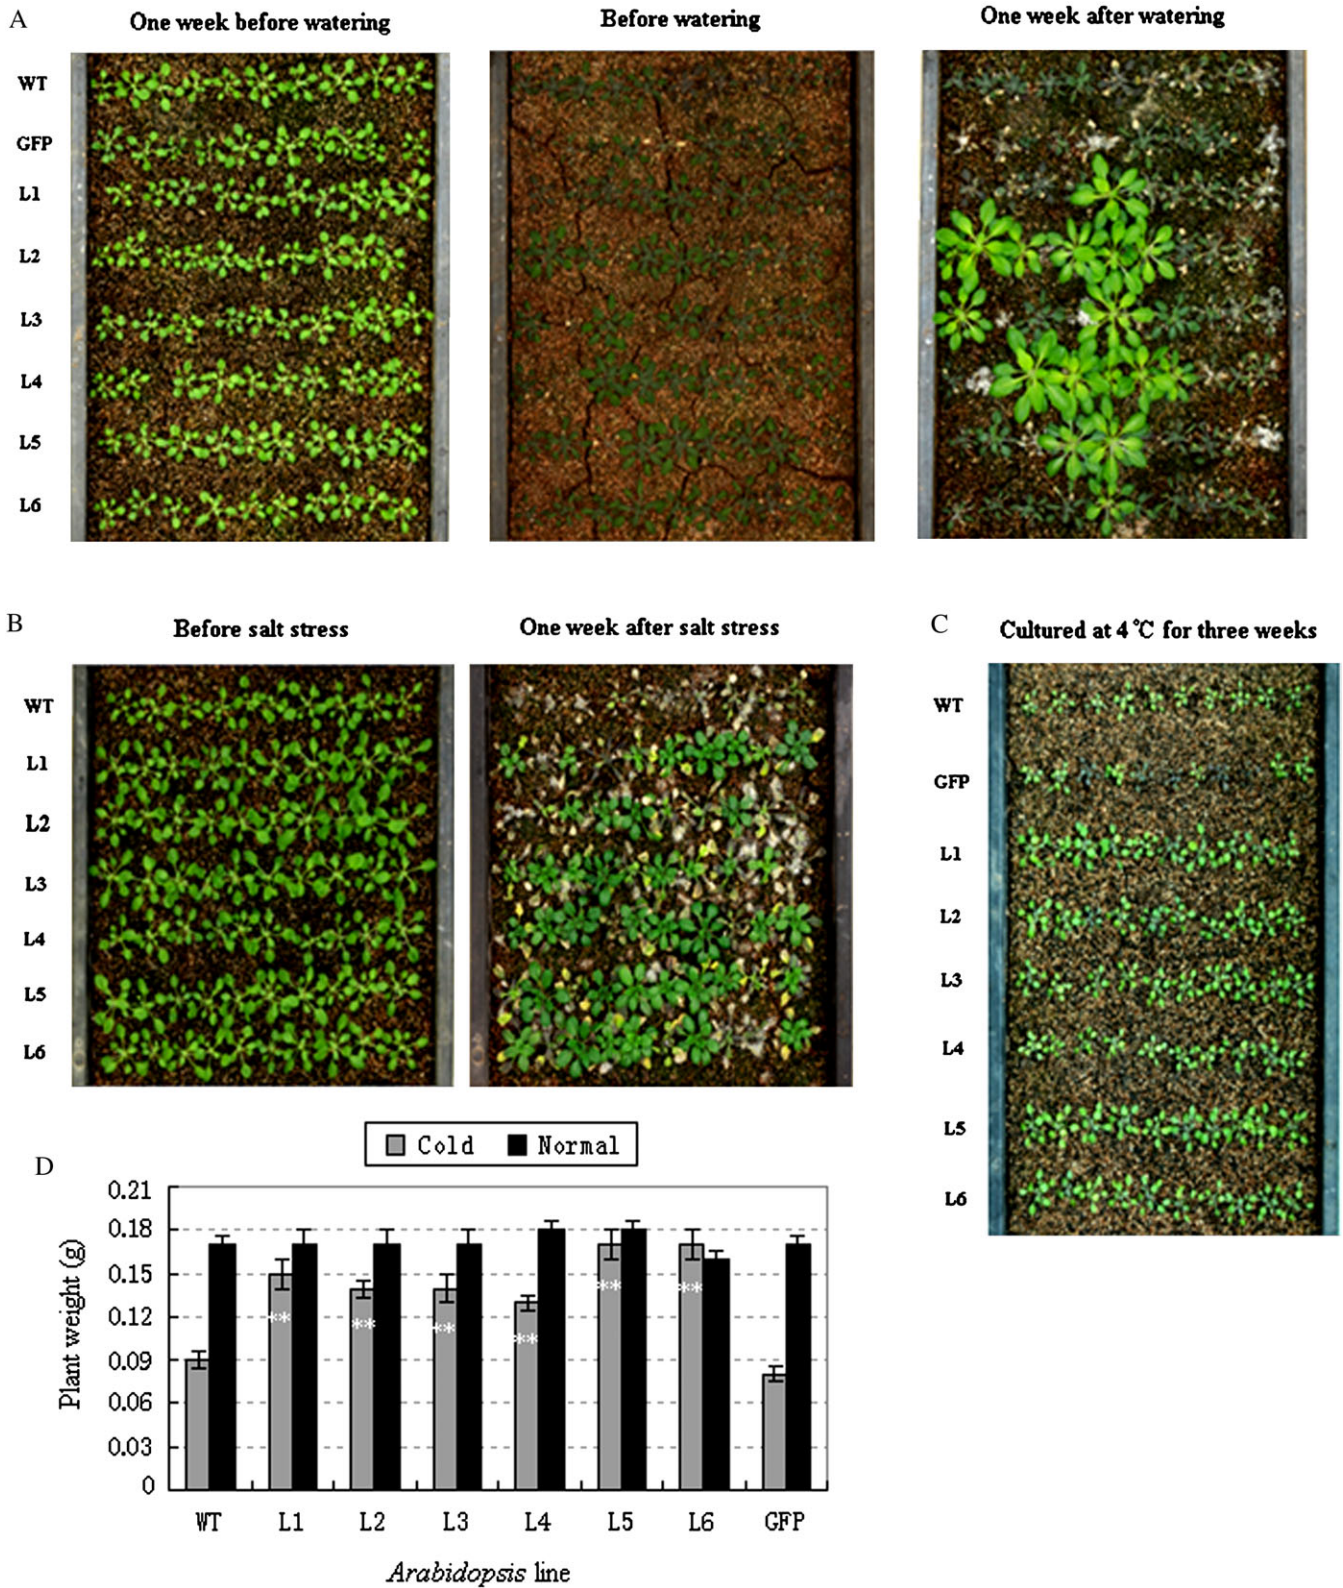 A
One week before watering
Before watering
One week after watering
WT
GFP
L1
L2
L3
L4
L5
L6
B
Before salt stress
One week after salt stress
WT
L1
L2
L3
L4
L5
L6
C
Cultured at 4 °C for three weeks
WT
GFP
L1
L2
L3
L4
L5
L6
D
Cold
Normal
Plant weight (g)
0.21
0.18
0.15
0.12
0.09
0.06
0.03
0
**
**
**
**
**
**
WT
L1
L2
L3
L4
L5
L6
GFP
Arabidopsis line